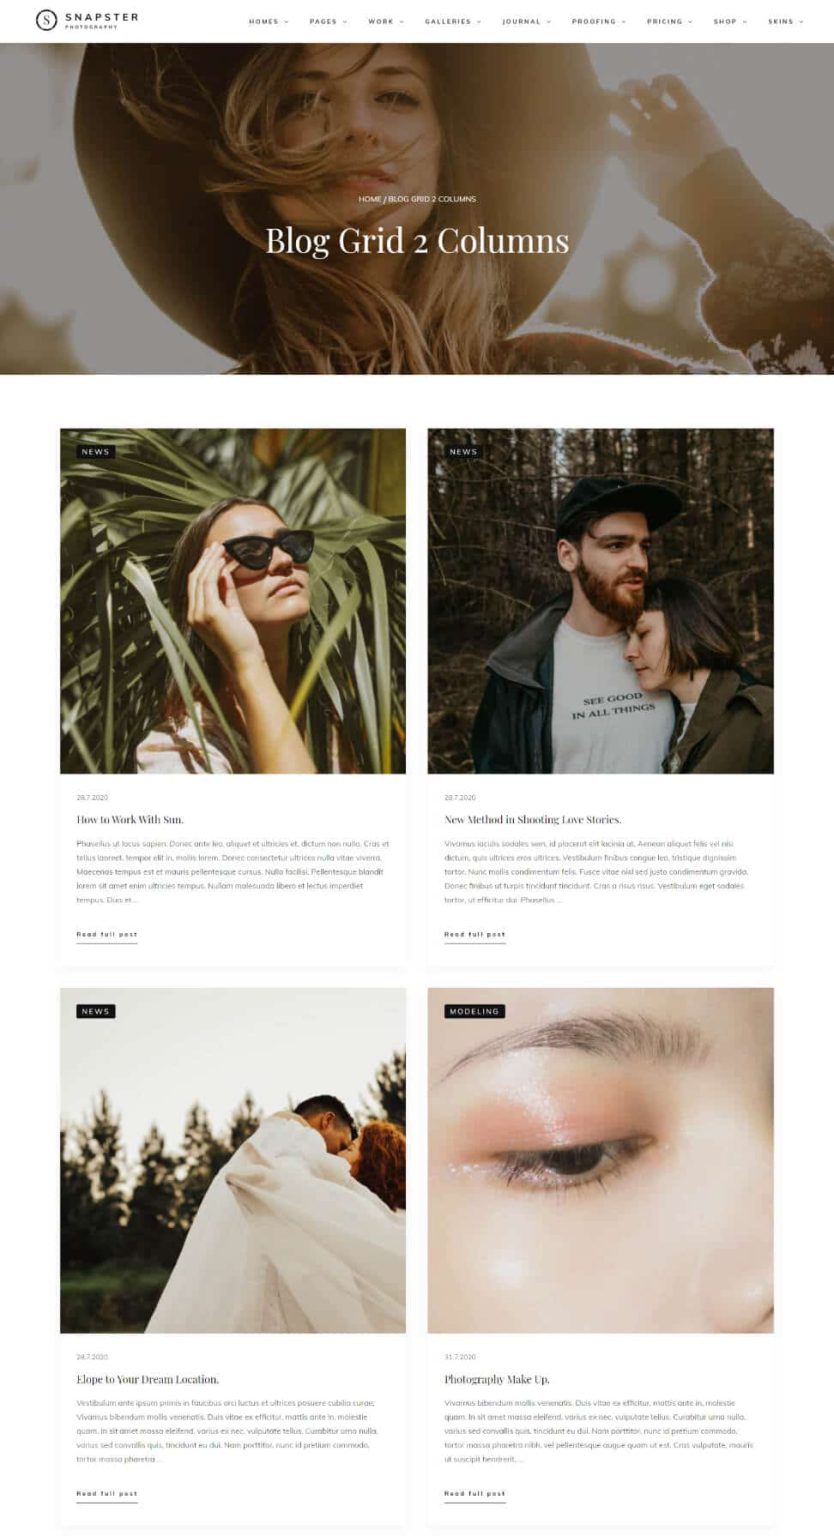 S SNAPSTER
PHOTOGRAPHY
HOMES PAGES WORK GALLERIES JOURNAL PROOFING PRICING SHOP SKINS
HOME / BLOG GRID 2 COLUMNS
Blog Grid 2 Columns
NEWS
28.7.2020
How to Work With Sun.
Phasellus ut lacus sapien. Donec ante leo, aliquet et ultricies et, dictum non nulla. Cras et
tellus laoreet, tempor elit in, mollis lorem. Donec consectetur ultrices nulla vitae viverra.
Maecenas tempus est et mauris pellentesque cursus. Nulla facilisi. Pellentesque blandit
lorem sit amet enim ultricies tempus. Nullam malesuada libero et lectus imperdiet
tempus. Duis et ...
Read full post
NEWS
SEE GOOD
IN ALL THINGS
28.7.2020
New Method in Shooting Love Stories.
Vivamus iaculis sodales sem, id placerat elit lacinia ut. Aenean aliquet felis vel nisi
dictum, quis ultrices eros ultrices. Vestibulum finibus congue leo, tristique dignissim
tortor. Nunc mollis condimentum felis. Fusce vitae nisl sed justo condimentum gravida.
Donec finibus ut turpis tincidunt tincidunt. Cras a risus risus. Vestibulum eget sodales
tortor, ut efficitur dui. Phasellus ...
Read full post
NEWS
28.7.2020
Elope to Your Dream Location.
Vestibulum ante ipsum primis in faucibus orci luctus et ultrices posuere cubilia curae;
Vivamus bibendum mollis venenatis. Duis vitae ex efficitur, mattis ante in, molestie
quam. In sit amet massa eleifend, varius ex nec, vulputate tellus. Curabitur urna nulla,
varius sed convallis quis, tincidunt eu dui. Nam porttitor, nunc id pretium commodo,
tortor massa pharetra ...
Read full post
MODELING
31.7.2020
Photography Make Up.
Vivamus bibendum mollis venenatis. Duis vitae ex efficitur, mattis ante in, molestie
quam. In sit amet massa eleifend, varius ex nec, vulputate tellus. Curabitur urna nulla,
varius sed convallis quis, tincidunt eu dui. Nam porttitor, nunc id pretium commodo,
tortor massa pharetra nibh, vel pellentesque augue quam ut est. Cras vulputate, mauris
ut suscipit hendrerit, ...
Read full post